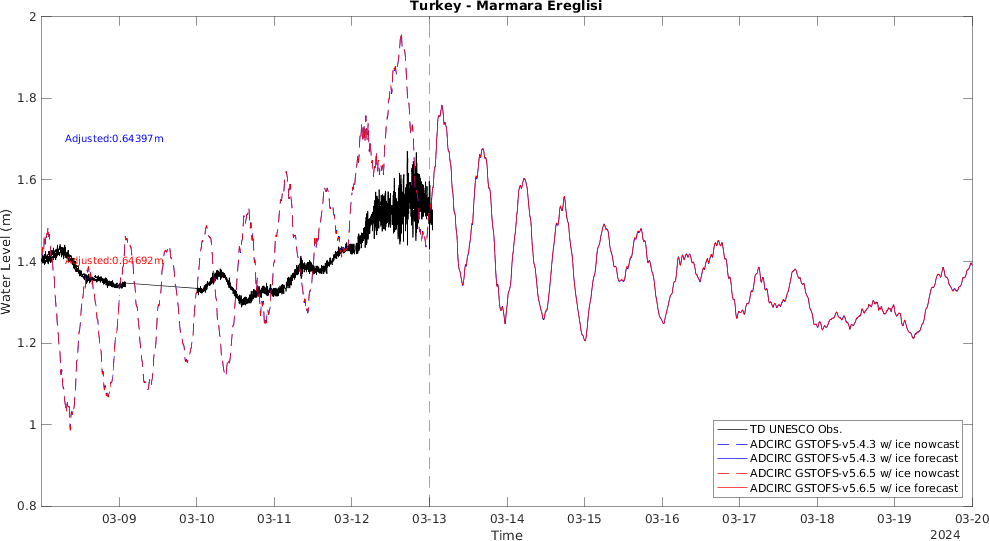 Turkey - Marmara Ereglisi
2
1.8
1.6
1.4
1.2
1
0.8
Water Level (m)
Adjusted:0.64397m
Adjusted:0.64692m
TD UNESCO Obs.
ADCIRC GSTOFS-v5.4.3 w/ ice nowcast
ADCIRC GSTOFS-v5.4.3 w/ ice forecast
ADCIRC GSTOFS-v5.6.5 w/ ice nowcast
ADCIRC GSTOFS-v5.6.5 w/ ice forecast
03-09 03-10 03-11 03-12 03-13 03-14 03-15 03-16 03-17 03-18 03-19 03-20
Time
2024